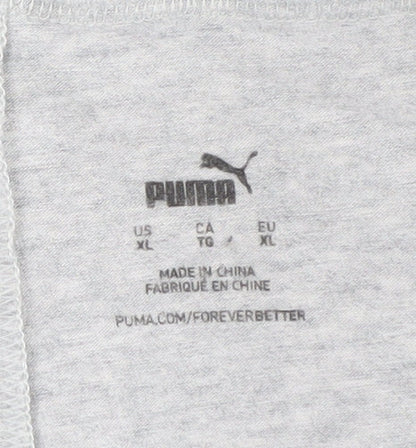 PUMA
US CA EU
XL TG XL
MADE IN CHINA
FABRIQUÉ EN CHINE
PUMA.COM/FOREVERBETTER